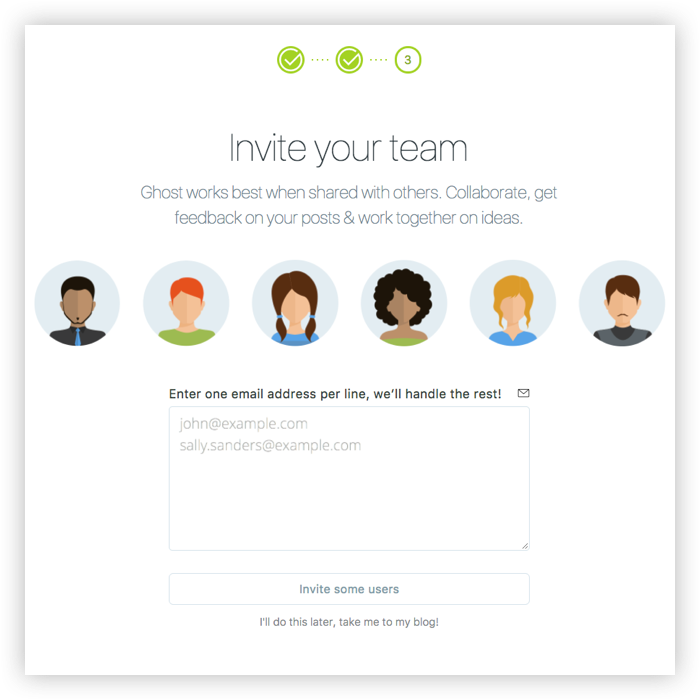 3
Invite your team
Ghost works best when shared with others. Collaborate, get
feedback on your posts & work together on ideas.
Enter one email address per line, we’ll handle the rest!
john@example.com
sally.sanders@example.com
Invite some users
I'll do this later, take me to my blog!